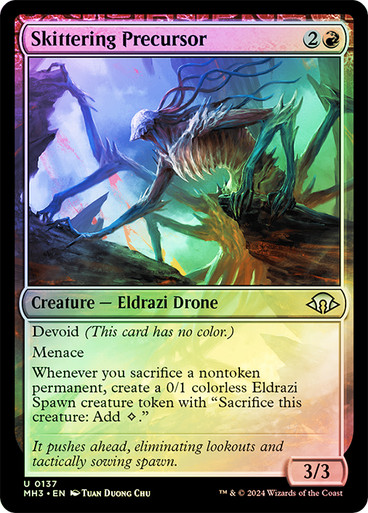 Skittering Precursor 2
Creature — Eldrazi Drone
Devoid (This card has no color.)
Menace
Whenever you sacrifice a nontoken
permanent, create a 0/1 colorless Eldrazi
Spawn creature token with “Sacrifice this
creature: Add ⟡.”
It pushes ahead, eliminating lookouts and
tactically sowing spawn.
3/3
U 0137
MH3 • EN Tuan Duong Chu ™ & © 2024 Wizards of the Coast